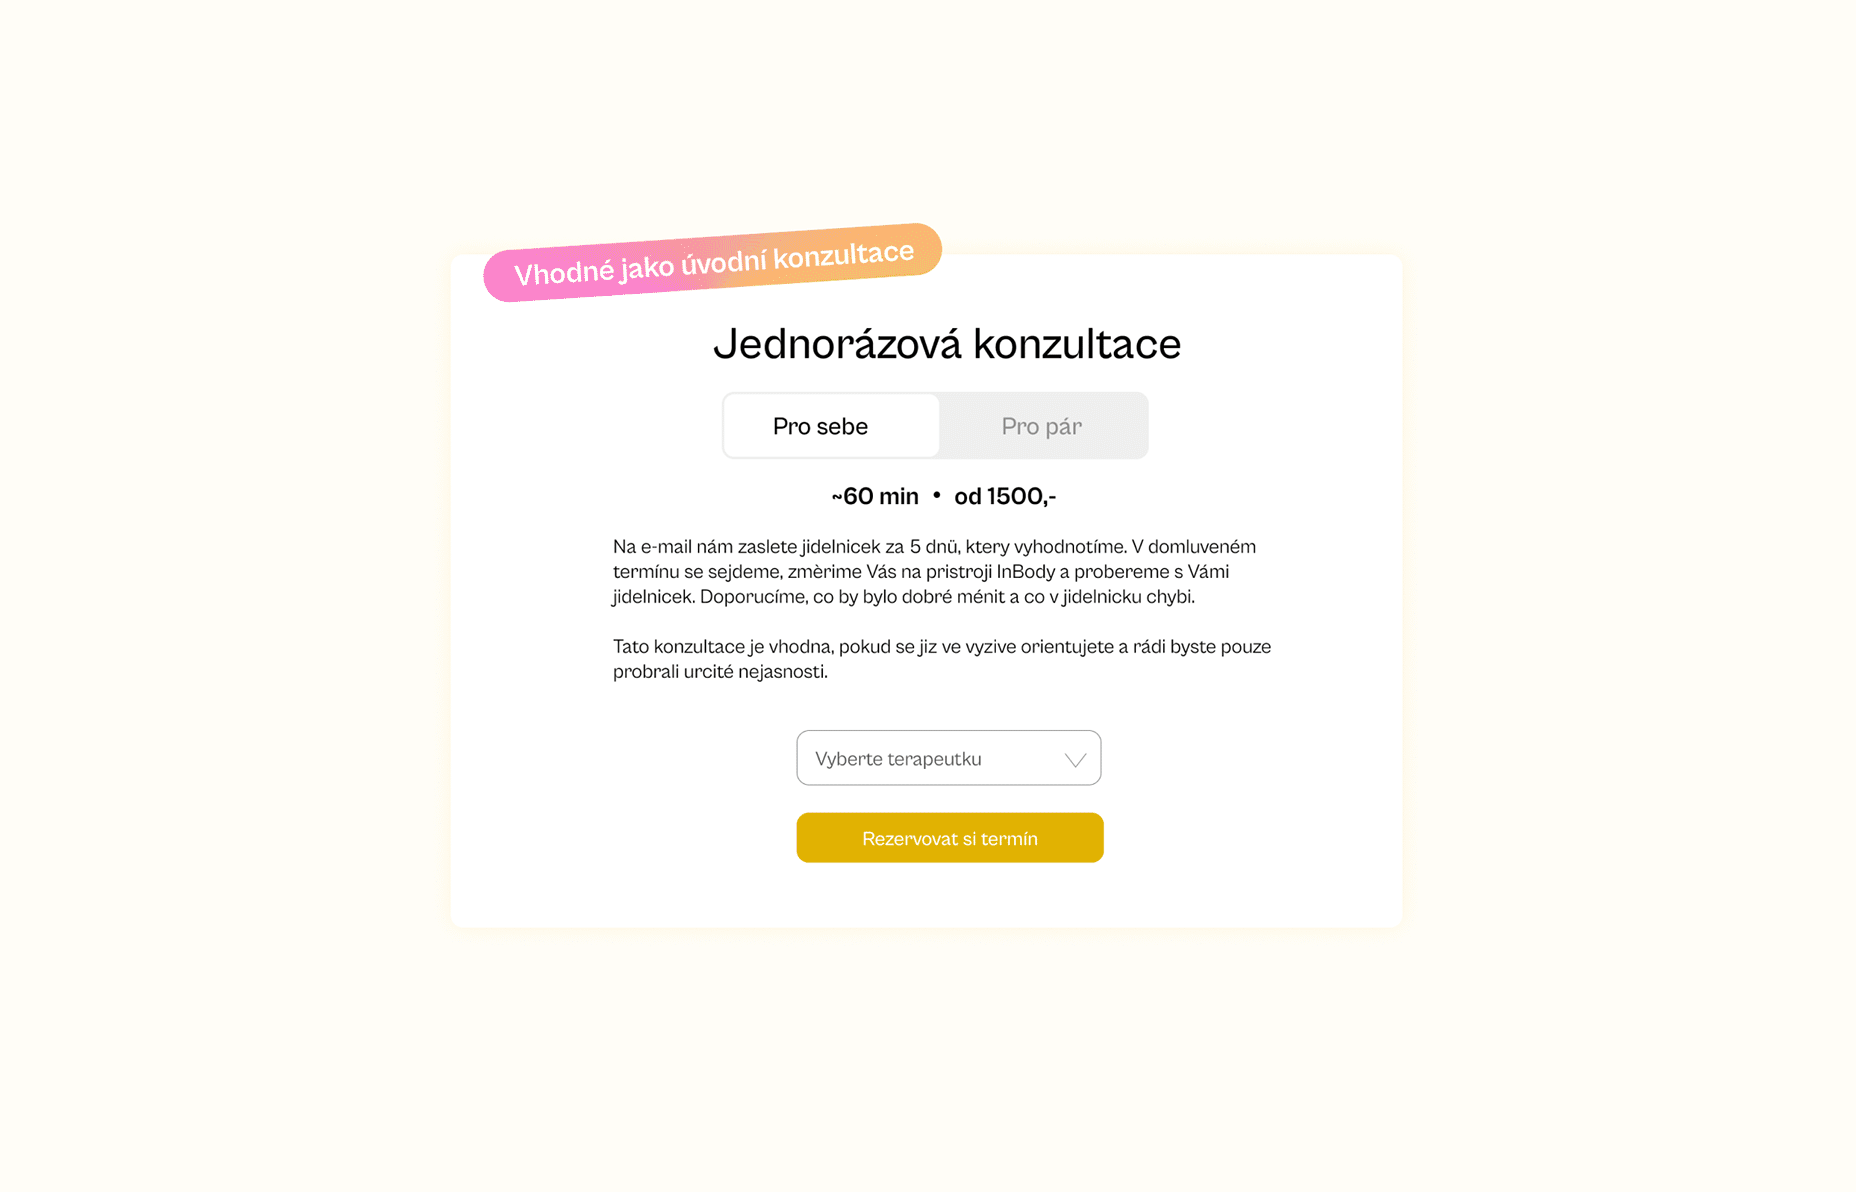 Vhodné jako úvodní konzultace
Jednorázová konzultace
Pro sebe
Pro pár
~60 min • od 1500,-
Na e-mail nám zaslete jidelnicek za 5 dnü, ktery vyhodnotíme. V domluveném
termínu se sejdeme, zmèrime Vás na pristroji InBody a probereme s Vámi
jidelnicek. Doporucíme, co by bylo dobré ménit a co v jidelnicku chybi.
Tato konzultace je vhodna, pokud se jiz ve vyzive orientujete a rádi byste pouze
probrali urcité nejasnosti.
Vyberte terapeutku
Rezervovat si termín